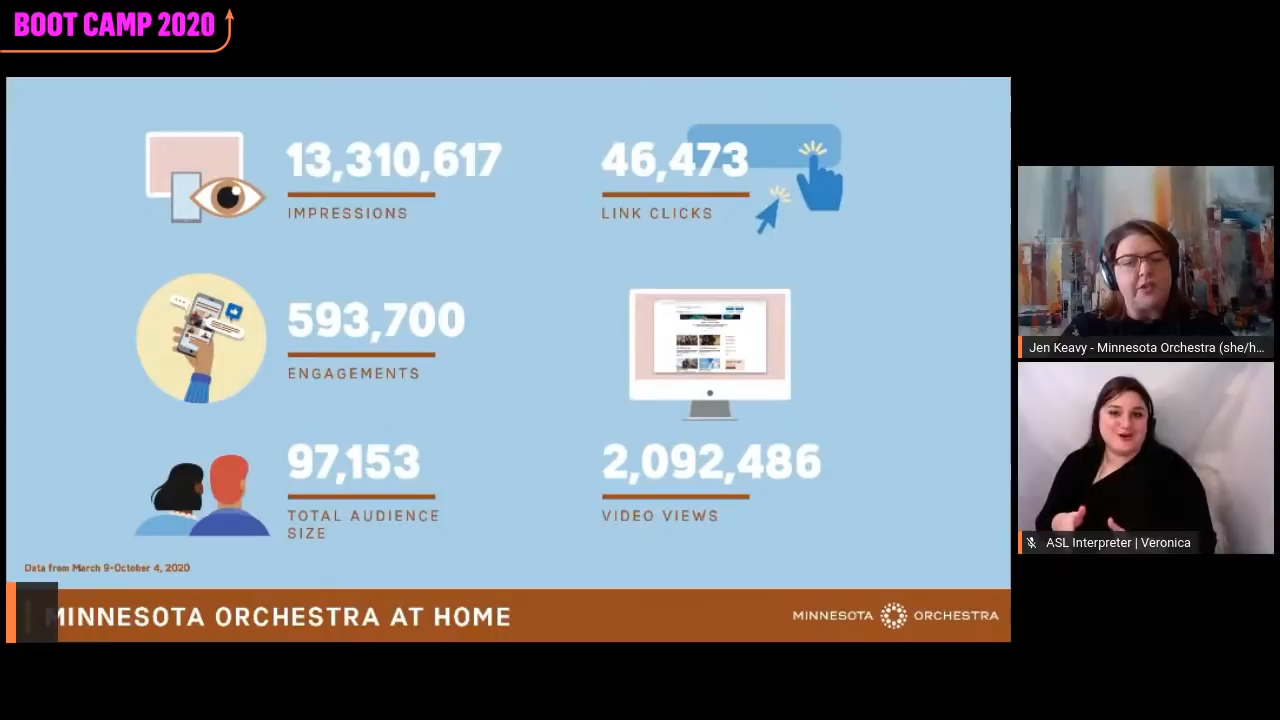 BOOT CAMP 2020
13,310,617
IMPRESSIONS
46,473
LINK CLICKS
593,700
ENGAGEMENTS
97,153
TOTAL AUDIENCE
SIZE
2,092,486
VIDEO VIEWS
Data from March 9-October 4, 2020
MINNESOTA ORCHESTRA AT HOME
MINNESOTA ORCHESTRA
Jen Keavy - Minnesota Orchestra (she/h...
ASL Interpreter | Veronica